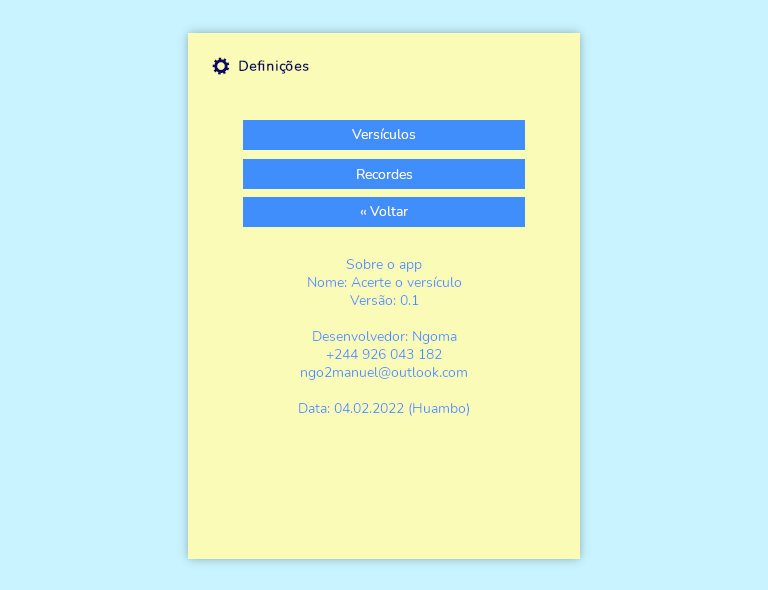 Definições
Versículos
Recordes
« Voltar
Sobre o app
Nome: Acerte o versículo
Versão: 0.1
Desenvolvedor: Ngoma
+244 926 043 182
ngo2manuel@outlook.com
Data: 04.02.2022 (Huambo)